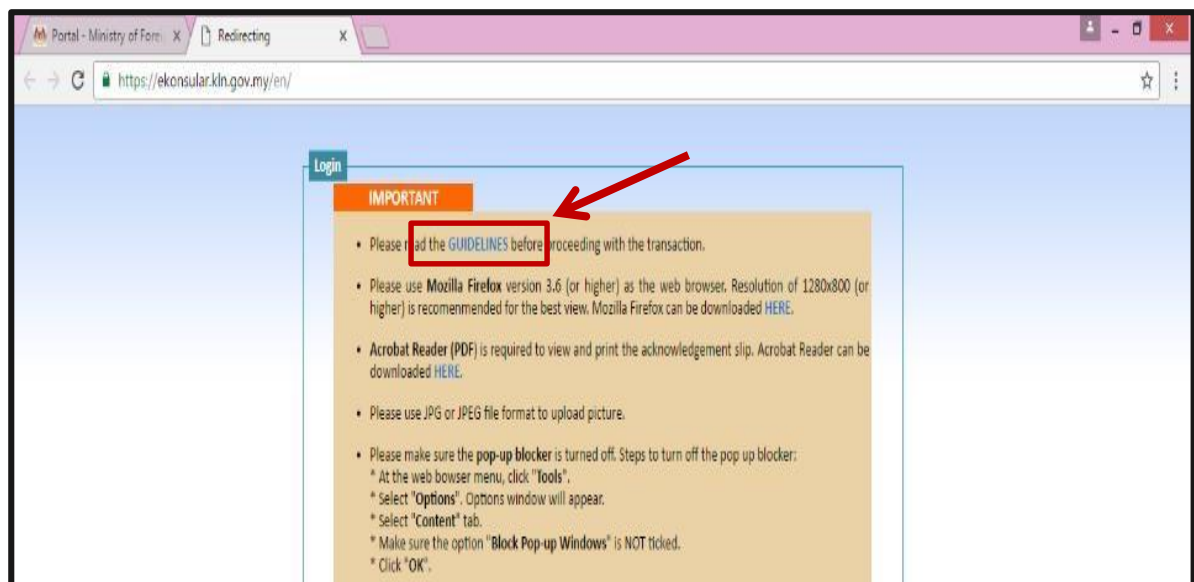 Portal - Ministry of Fore
Redirecting
https://ekonsular.kln.gov.my/en/
Login
IMPORTANT
• Please read the GUIDELINES before proceeding with the transaction.
• Please use Mozilla Firefox version 3.6 (or higher) as the web browser. Resolution of 1280x800 (or
higher) is recomenmended for the best view. Mozilla Firefox can be downloaded HERE.
• Acrobat Reader (PDF) is required to view and print the acknowledgement slip. Acrobat Reader can be
downloaded HERE.
• Please use JPG or JPEG file format to upload picture.
• Please make sure the pop-up blocker is turned off. Steps to turn off the pop up blocker:
* At the web bowser menu, click "Tools".
* Select "Options". Options window will appear.
* Select "Content" tab.
* Make sure the option "Block Pop-up Windows" is NOT ticked.
* Click "OK".